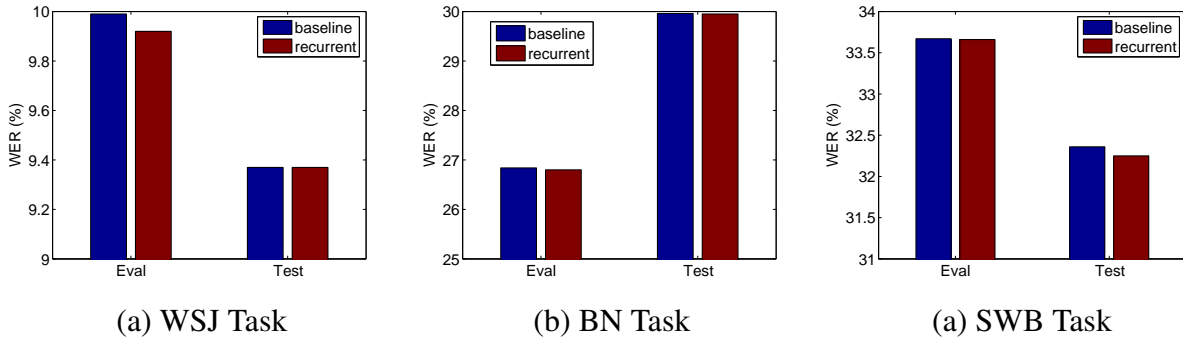 10
9.8
9.6
9.4
9.2
9
WER (%)
baseline
recurrent
Eval
Test
(a) WSJ Task
30
29
28
27
26
25
WER (%)
baseline
recurrent
Eval
Test
(b) BN Task
34
33.5
33
32.5
32
31.5
31
WER (%)
baseline
recurrent
Eval
Test
(a) SWB Task